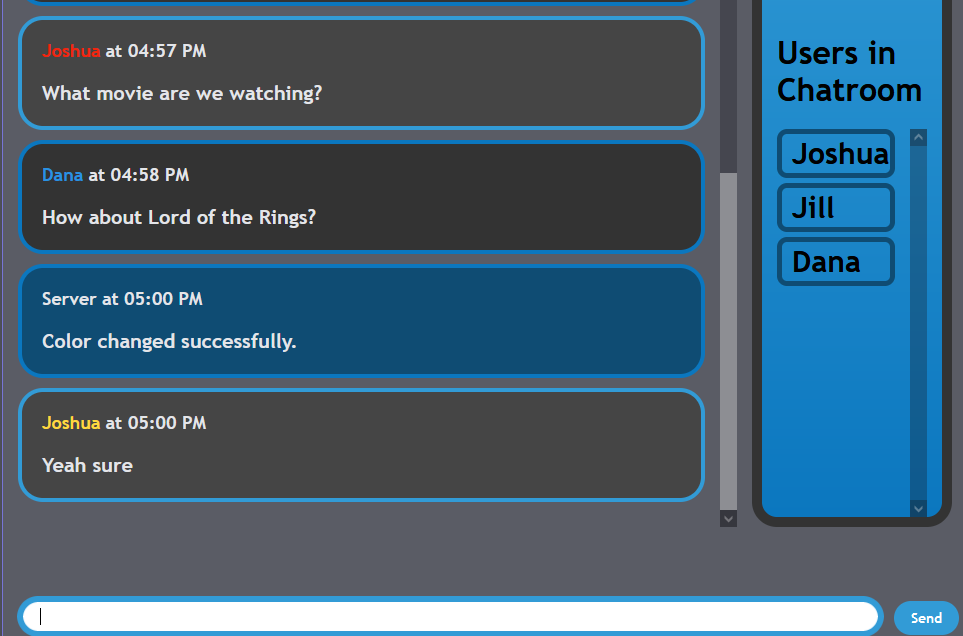 Joshua at 04:57 PM
What movie are we watching?
Dana at 04:58 PM
How about Lord of the Rings?
Server at 05:00 PM
Color changed successfully.
Joshua at 05:00 PM
Yeah sure
Send
Users in
Chatroom
Joshua
Jill
Dana